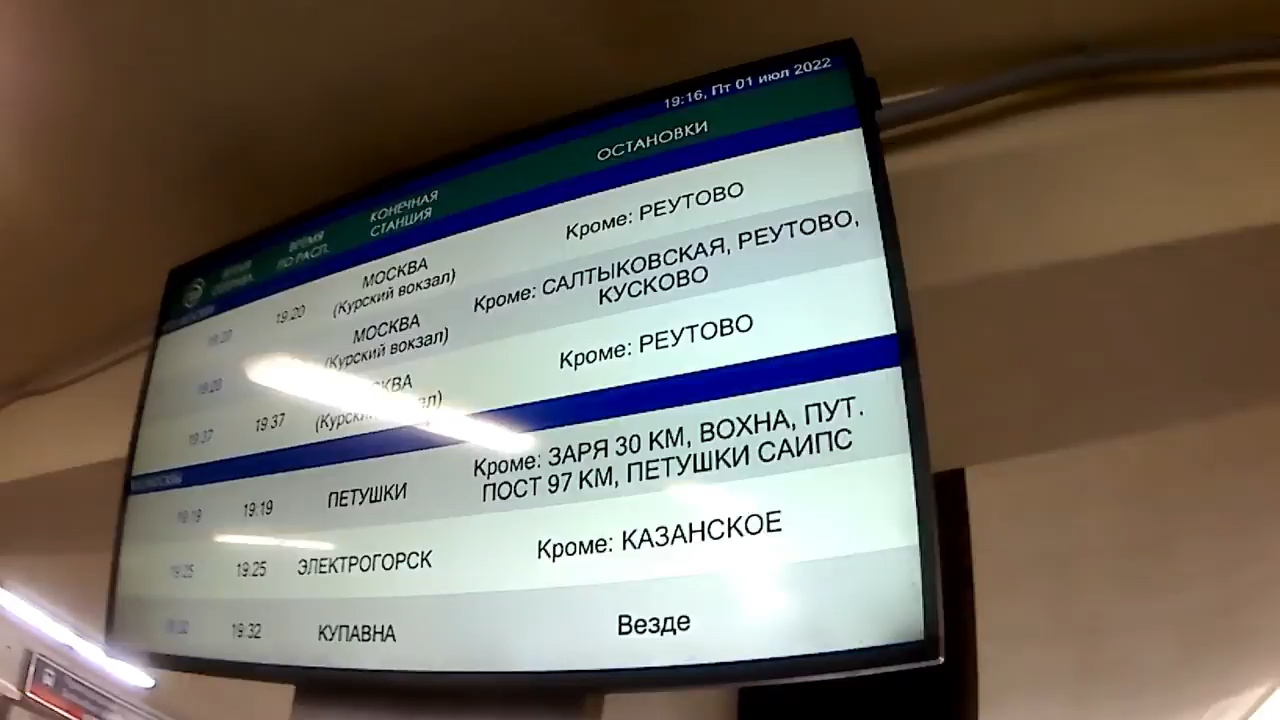 19:16, Пт 01 июл 2022
ВРЕМЯ ПО РАСП.
КОНЕЧНАЯ СТАНЦИЯ
ОСТАНОВКИ
19:20 19:20 МОСКВА (Курский вокзал) Кроме: РЕУТОВО
19:28 МОСКВА (Курский вокзал) Кроме: САЛТЫКОВСКАЯ, РЕУТОВО,
КУСКОВО
19:37 19:37 (Курский Кроме: РЕУТОВО
19:19 19:19 ПЕТУШКИ Кроме: ЗАРЯ 30 КМ, ВОХНА, ПУТ.
ПОСТ 97 КМ, ПЕТУШКИ САИПС
19:25 19:25 ЭЛЕКТРОГОРСК Кроме: КАЗАНСКОЕ
19:32 КУПАВНА Везде